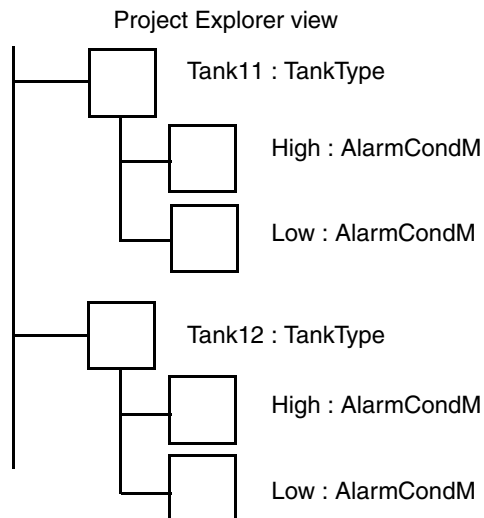 Project Explorer view
Tank11 : TankType
High : AlarmCondM
Low : AlarmCondM
Tank12 : TankType
High : AlarmCondM
Low : AlarmCondM